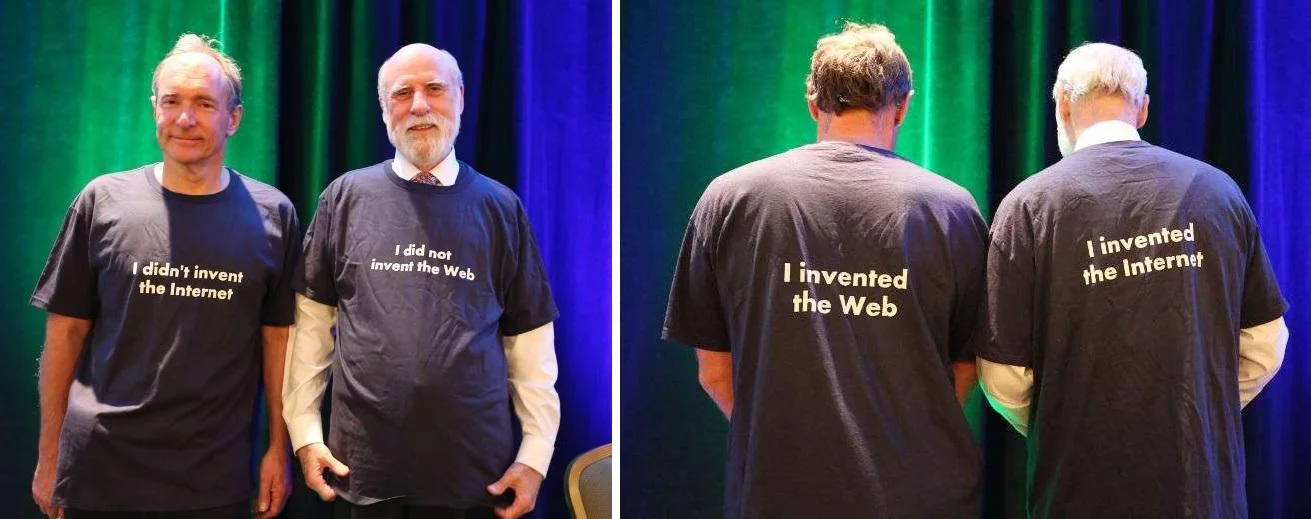 I didn't invent
the Internet
I did not
invent the Web
I invented
the Web
I invented
the Internet